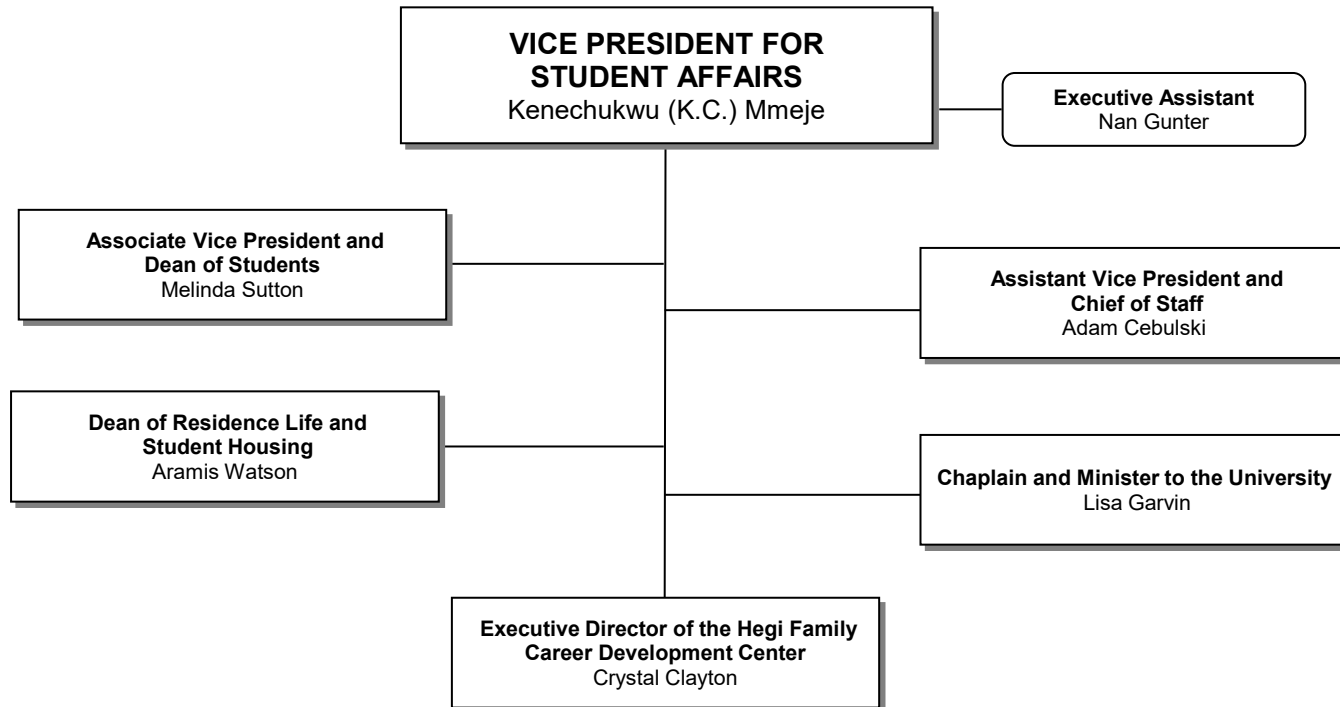 VICE PRESIDENT FOR
STUDENT AFFAIRS
Kenechukwu (K.C.) Mmeje
Executive Assistant
Nan Gunter
Associate Vice President and
Dean of Students
Melinda Sutton
Assistant Vice President and
Chief of Staff
Adam Cebulski
Dean of Residence Life and
Student Housing
Aramis Watson
Chaplain and Minister to the University
Lisa Garvin
Executive Director of the Hegi Family
Career Development Center
Crystal Clayton